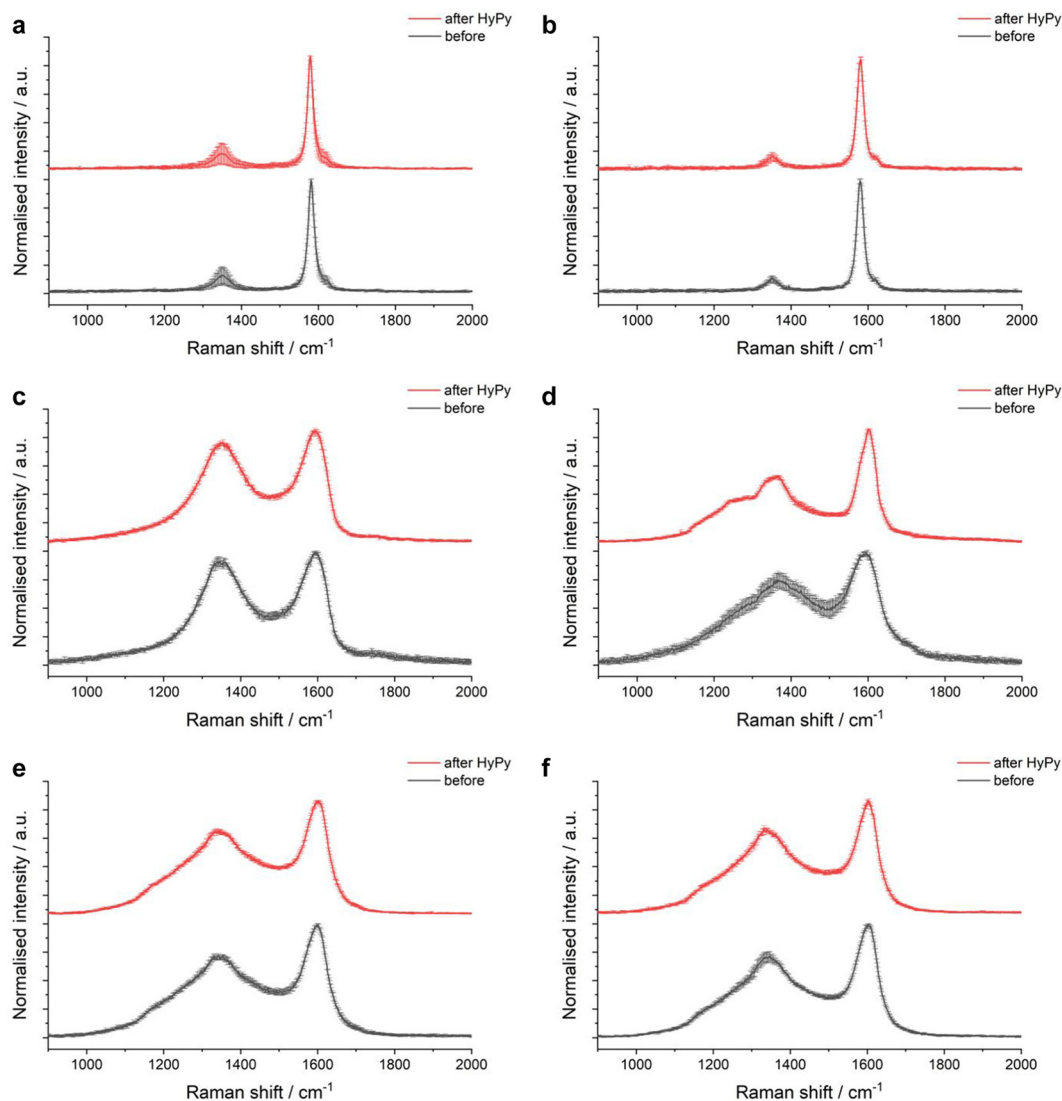 a
after HyPy
before
Normalised intensity / a.u.
1000 1200 1400 1600 1800 2000
Raman shift / cm-1
b
after HyPy
before
Normalised intensity / a.u.
1000 1200 1400 1600 1800 2000
Raman shift / cm-1
c
after HyPy
before
Normalised intensity / a.u.
1000 1200 1400 1600 1800 2000
Raman shift / cm-1
d
after HyPy
before
Normalised intensity / a.u.
1000 1200 1400 1600 1800 2000
Raman shift / cm-1
e
after HyPy
before
Normalised intensity / a.u.
1000 1200 1400 1600 1800 2000
Raman shift / cm-1
f
after HyPy
before
Normalised intensity / a.u.
1000 1200 1400 1600 1800 2000
Raman shift / cm-1